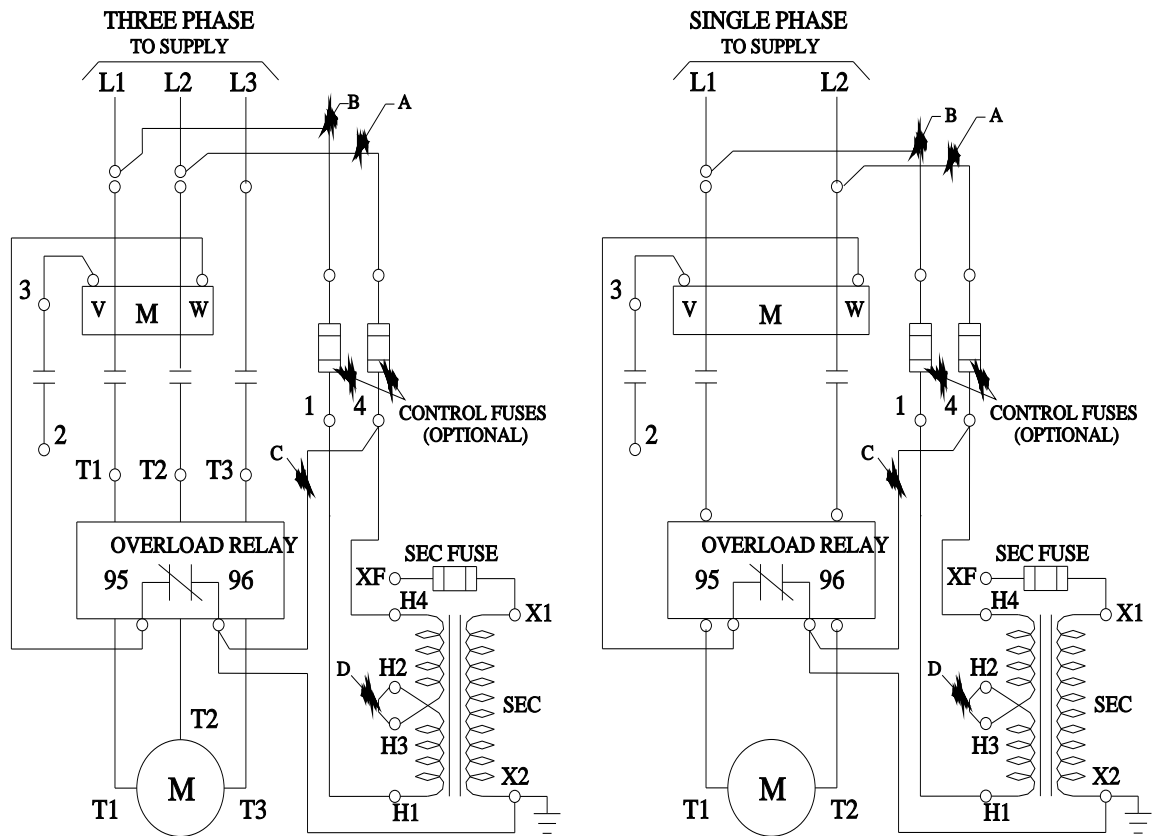 THREE PHASE
TO SUPPLY
L1 L2 L3
B
A
3
V M W
2
1 4
CONTROL FUSES
(OPTIONAL)
C
T1 T2 T3
OVERLOAD RELAY
95 96
SEC FUSE
XF
H4
X1
D
H2
H3
SEC
T2
M
T1 T3
X2
H1
SINGLE PHASE
TO SUPPLY
L1 L2
B
A
3
V M W
2
1 4
CONTROL FUSES
(OPTIONAL)
C
OVERLOAD RELAY
95 96
SEC FUSE
XF
H4
X1
D
H2
H3
SEC
M
T1 T2
X2
H1